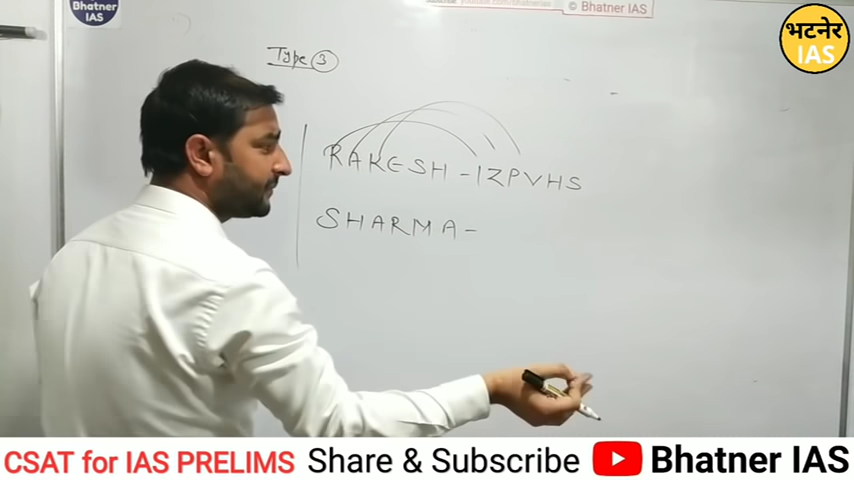 Bhatner
IAS
© Bhatner IAS
भटनेर
IAS
Type 3
RAKESH - IZPVHS
SHARMA -
CSAT for IAS PRELIMS Share & Subscribe YouTube Bhatner IAS